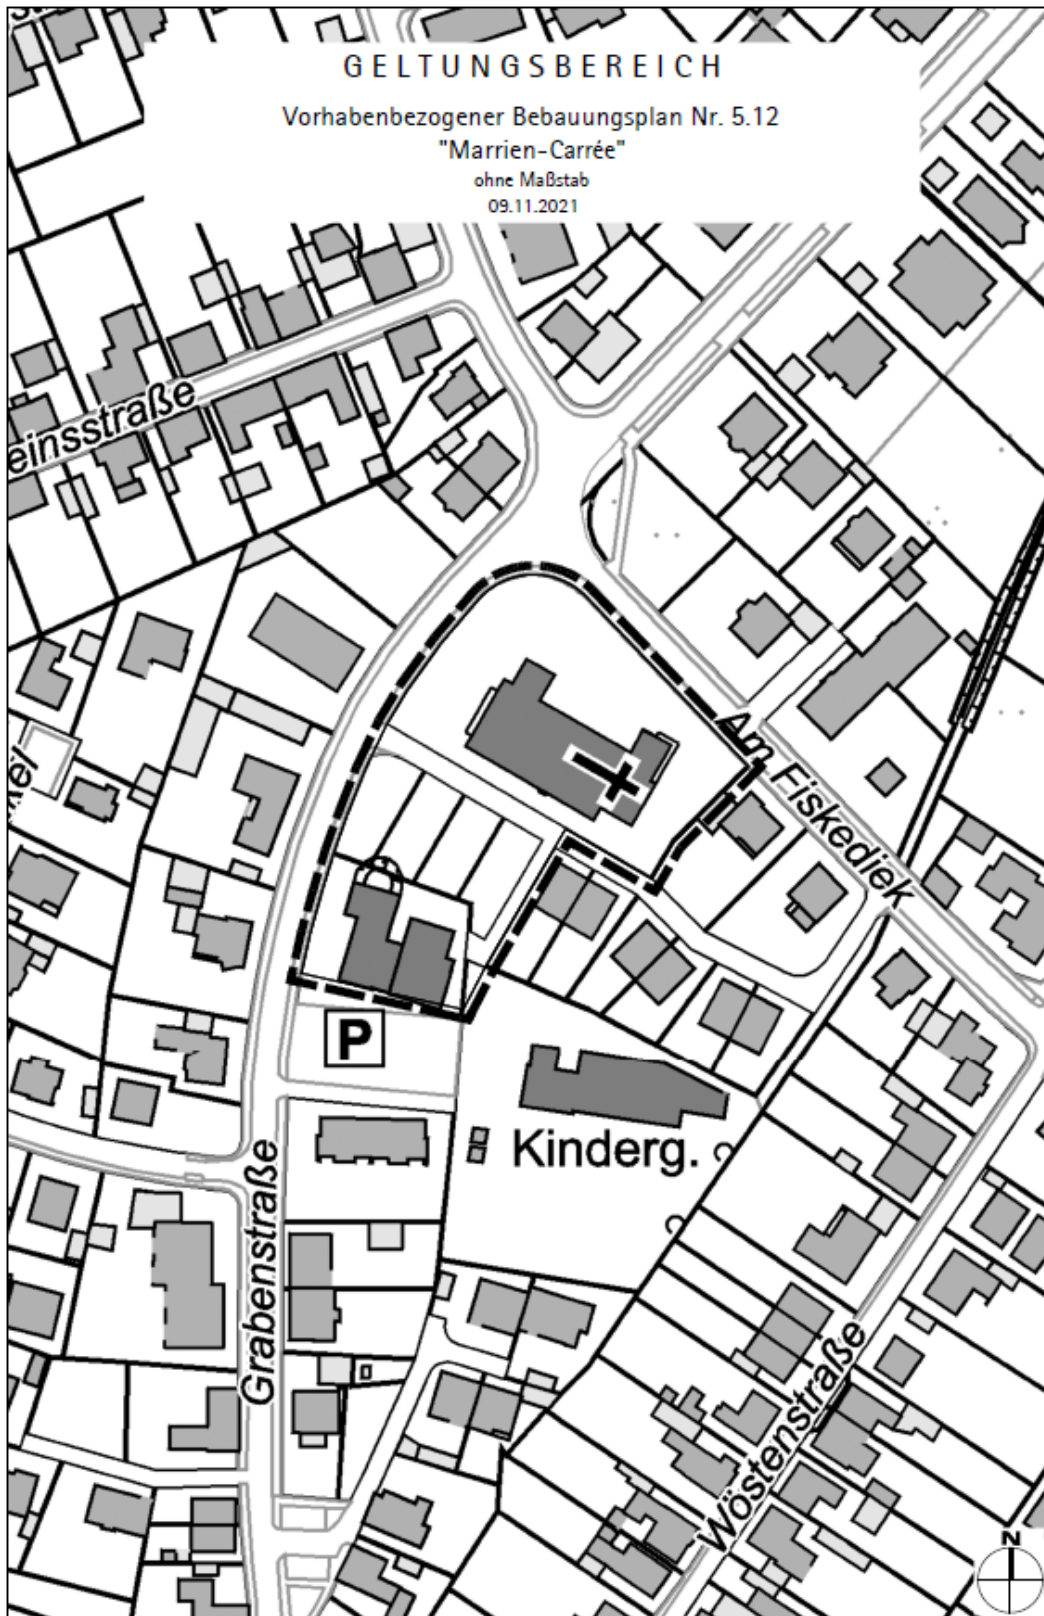 GELTUNGSBEREICH
Vorhabenbezogener Bebauungsplan Nr. 5.12
"Marrien-Carrée"
ohne Maßstab
09.11.2021
einsstraße
Am Fiskediek
P
Kinderg.
Grabenstraße
Wöstenstraße
N